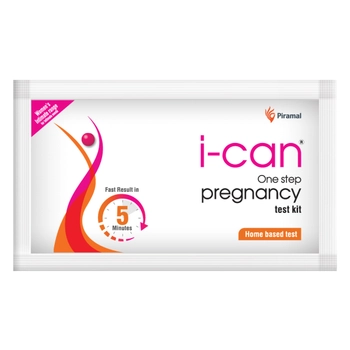 Piramal
i-can*
One step
pregnancy
test kit
Fast Result in
5
Minutes
Home based test